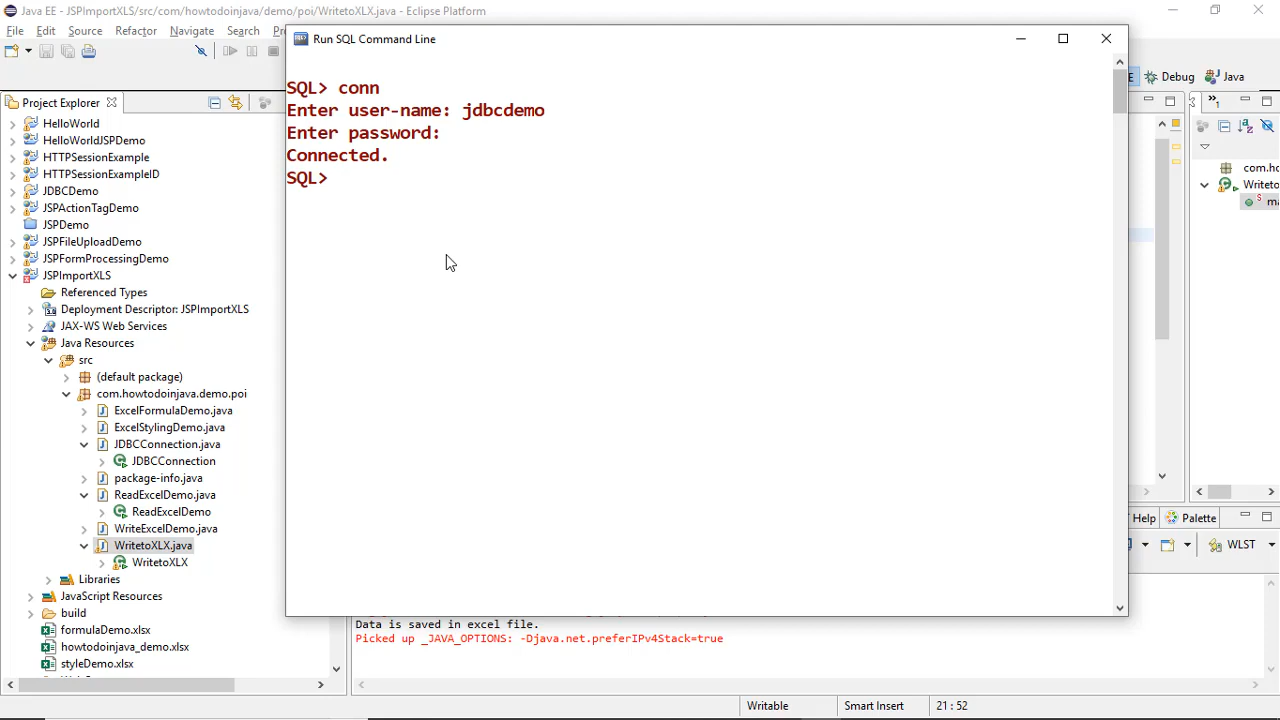 Java EE - JSPImportXLS/src/com/howtodoinjava/demo/poi/WritetoXLX.java - Eclipse Platform
File Edit Source Refactor Navigate Search
Run SQL Command Line
SQL> conn
Enter user-name: jdbcdemo
Enter password:
Connected.
SQL>
Debug
Java
Project Explorer
HelloWorld
HelloWorldJSPDemo
HTTPSessionExample
HTTPSessionExampleID
JDBCDemo
JSPActionTagDemo
JSPDemo
JSPFileUploadDemo
JSPFormProcessingDemo
JSPImportXLS
Referenced Types
Deployment Descriptor: JSPImportXLS
JAX-WS Web Services
Java Resources
src
(default package)
com.howtodoinjava.demo.poi
ExcelFormulaDemo.java
ExcelStylingDemo.java
JDBCConnection.java
JDBCConnection
package-info.java
ReadExcelDemo.java
ReadExcelDemo
WriteExcelDemo.java
WritetoXLX.java
WritetoXLX
Libraries
JavaScript Resources
build
formulaDemo.xlsx
howtodoinjava_demo.xlsx
styleDemo.xlsx
com.ho
Writeto
ma
Help
Palette
WLST
Data is saved in excel file.
Picked up _JAVA_OPTIONS: -Djava.net.preferIPv4Stack=true
Writable
Smart Insert
21 : 52